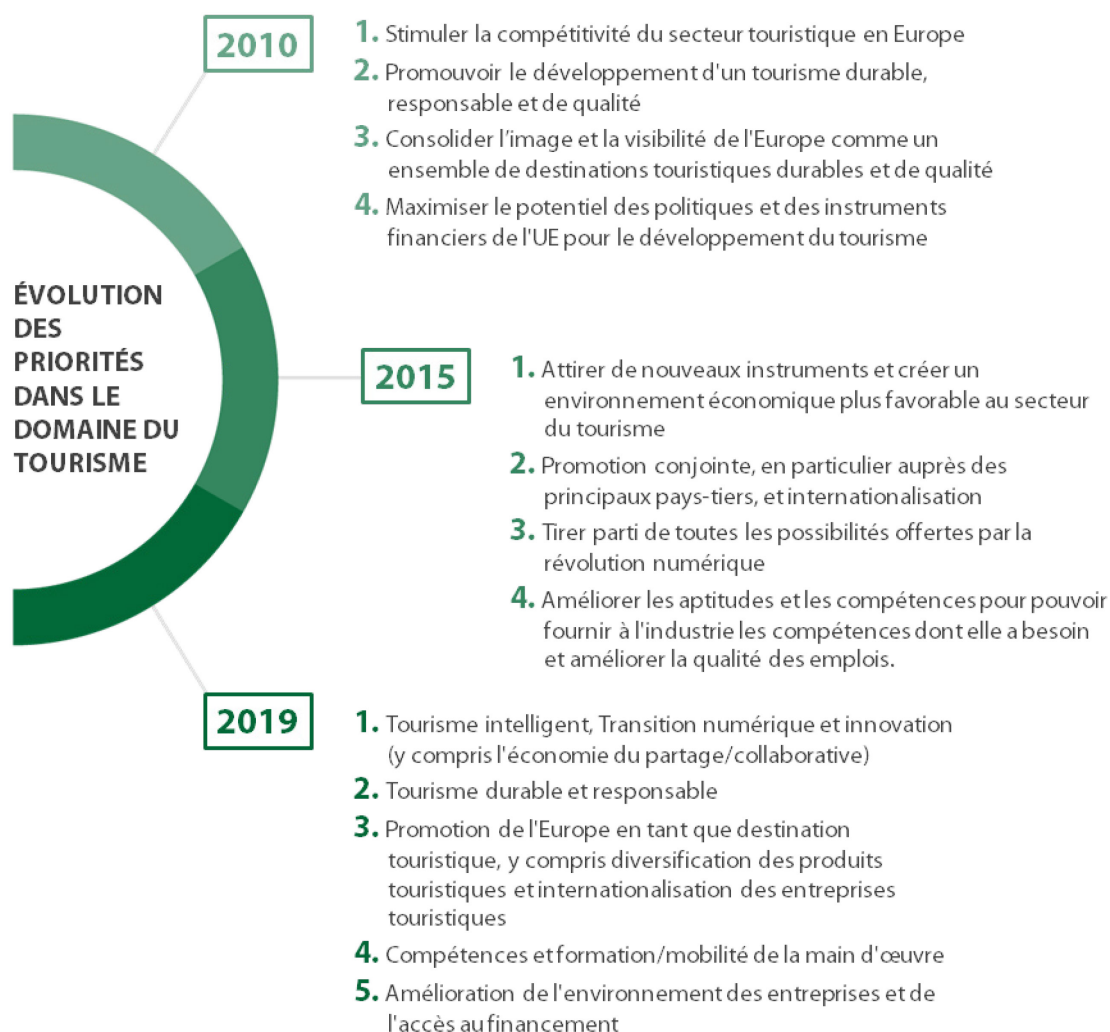 2010
1. Stimuler la compétitivité du secteur touristique en Europe
2. Promouvoir le développement d'un tourisme durable,
responsable et de qualité
3. Consolider l’image et la visibilité de l'Europe comme un
ensemble de destinations touristiques durables et de qualité
4. Maximiser le potentiel des politiques et des instruments
financiers de l'UE pour le développement du tourisme
ÉVOLUTION
DES
PRIORITÉS
DANS LE
DOMAINE DU
TOURISME
2015
1. Attirer de nouveaux instruments et créer un
environnement économique plus favorable au secteur
du tourisme
2. Promotion conjointe, en particulier auprès des
principaux pays-tiers, et internationalisation
3. Tirer parti de toutes les possibilités offertes par la
révolution numérique
4. Améliorer les aptitudes et les compétences pour pouvoir
fournir à l'industrie les compétences dont elle a besoin
et améliorer la qualité des emplois.
2019
1. Tourisme intelligent, Transition numérique et innovation
(y compris l'économie du partage/collaborative)
2. Tourisme durable et responsable
3. Promotion de l'Europe en tant que destination
touristique, y compris diversification des produits
touristiques et internationalisation des entreprises
touristiques
4. Compétences et formation/mobilité de la main d'œuvre
5. Amélioration de l'environnement des entreprises et de
l'accès au financement